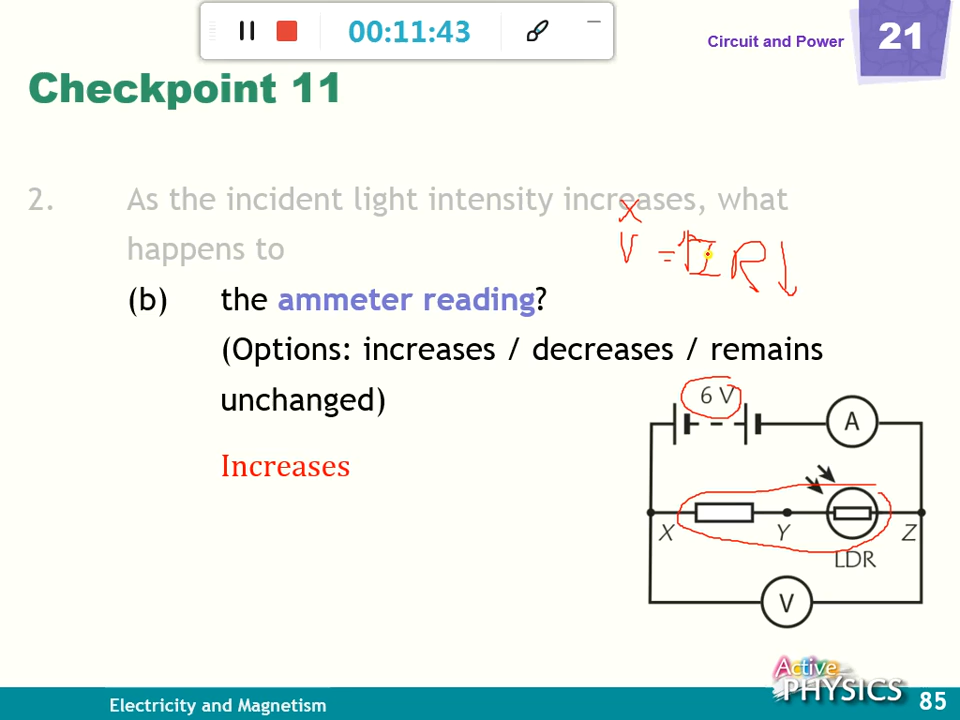 00:11:43
Circuit and Power
21
Checkpoint 11
2. As the incident light intensity increases, what
happens to
X
V = IR↓
(b) the ammeter reading?
(Options: increases / decreases / remains
unchanged)
6 V
A
Increases
X
Y
Z
LDR
V
Active
PHYSICS
Electricity and Magnetism
85